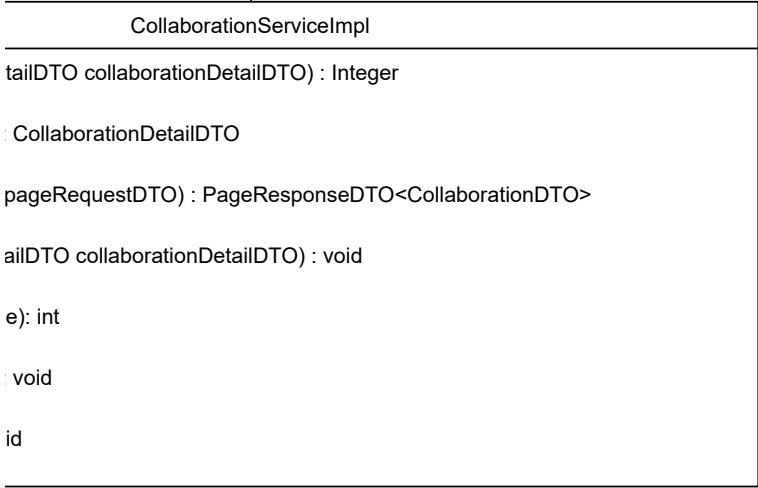 CollaborationServiceImpl
tailDTO collaborationDetailDTO) : Integer
: CollaborationDetailDTO
pageRequestDTO) : PageResponseDTO<CollaborationDTO>
ailDTO collaborationDetailDTO) : void
e): int
: void
id